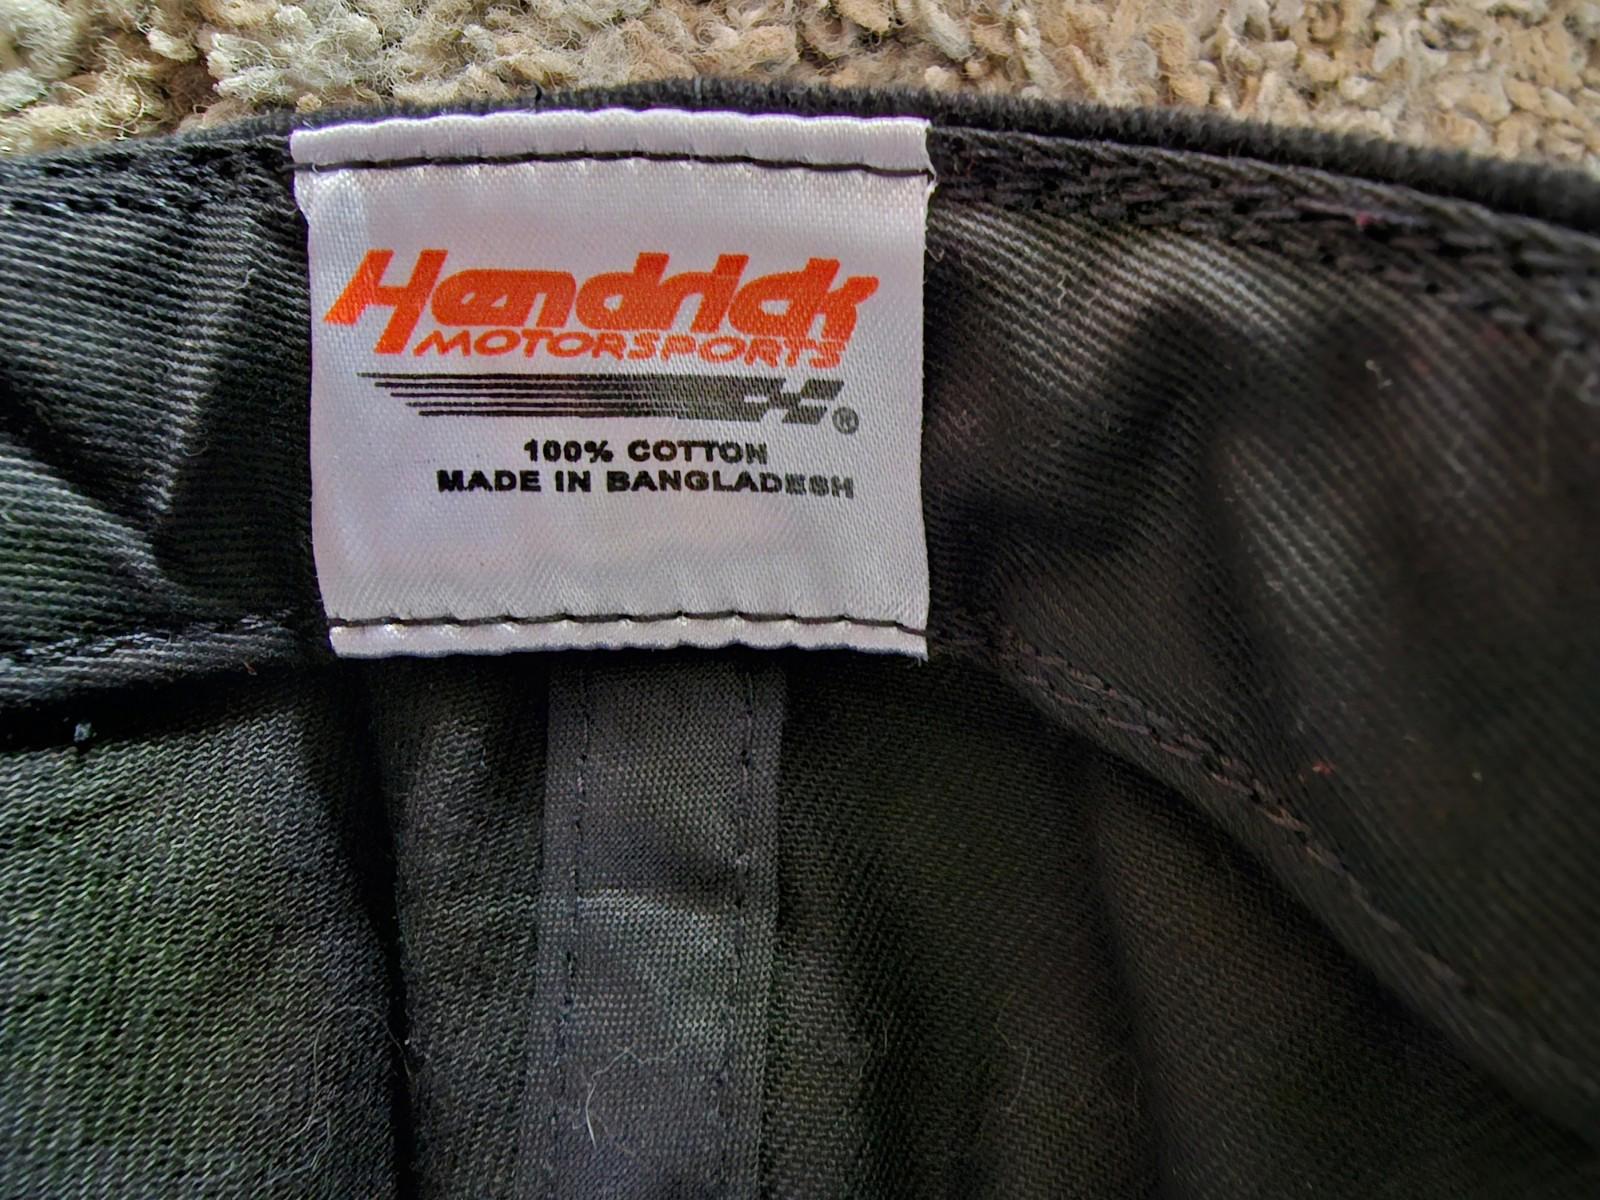 Hendrick
MOTORSPORTS
®
100% COTTON
MADE IN BANGLADESH